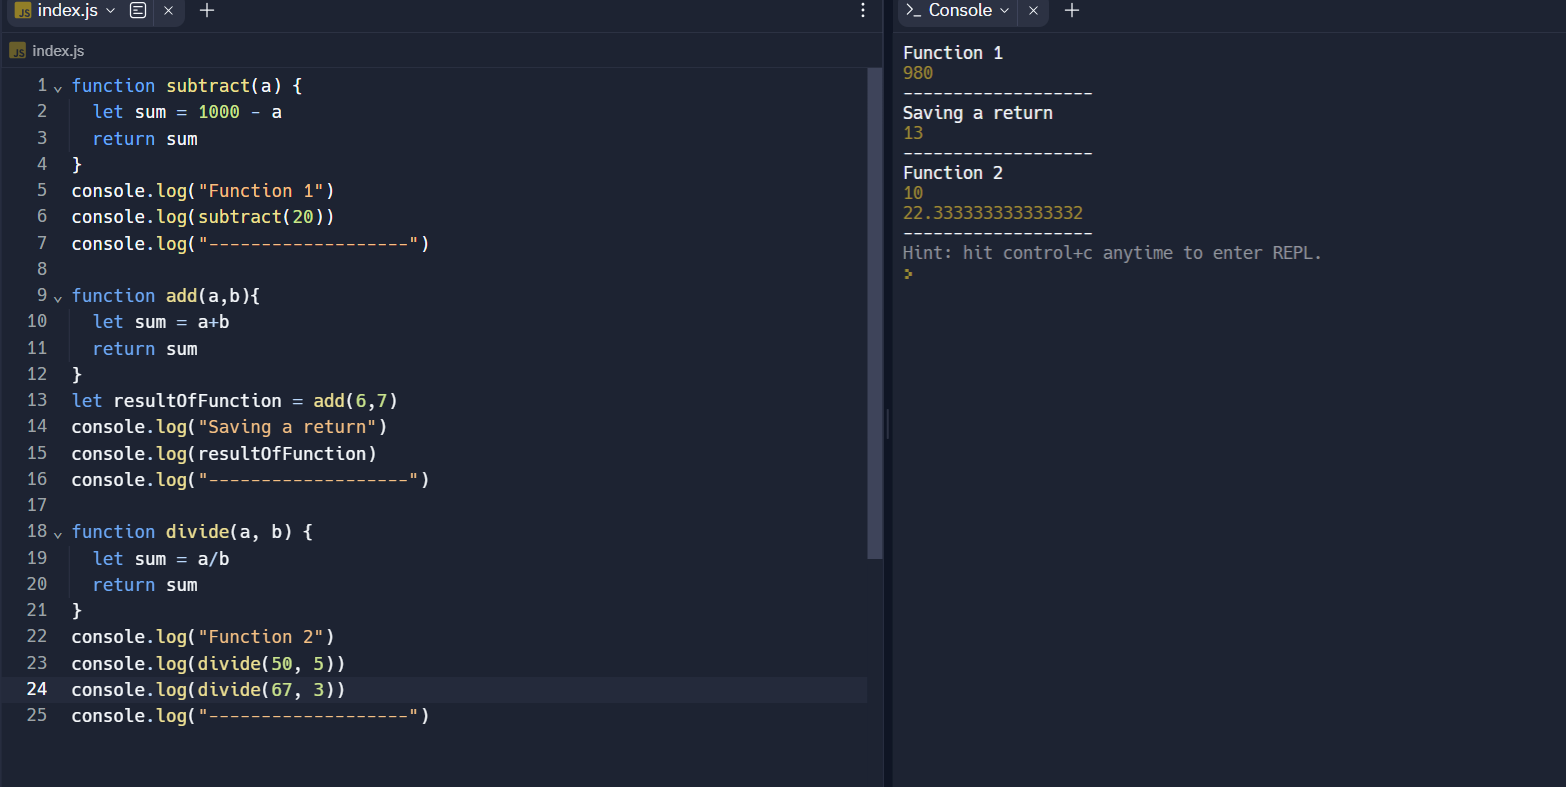 index.js
JS index.js
1 function subtract(a) {
2 let sum = 1000 - a
3 return sum
4 }
5 console.log("Function 1")
6 console.log(subtract(20))
7 console.log("-------------------")
8
9 function add(a,b){
10 let sum = a+b
11 return sum
12 }
13 let resultOfFunction = add(6,7)
14 console.log("Saving a return")
15 console.log(resultOfFunction)
16 console.log("-------------------")
17
18 function divide(a, b) {
19 let sum = a/b
20 return sum
21 }
22 console.log("Function 2")
23 console.log(divide(50, 5))
24 console.log(divide(67, 3))
25 console.log("-------------------")
>_ Console
Function 1
980
-------------------
Saving a return
13
-------------------
Function 2
10
22.333333333333332
-------------------
Hint: hit control+c anytime to enter REPL.
>